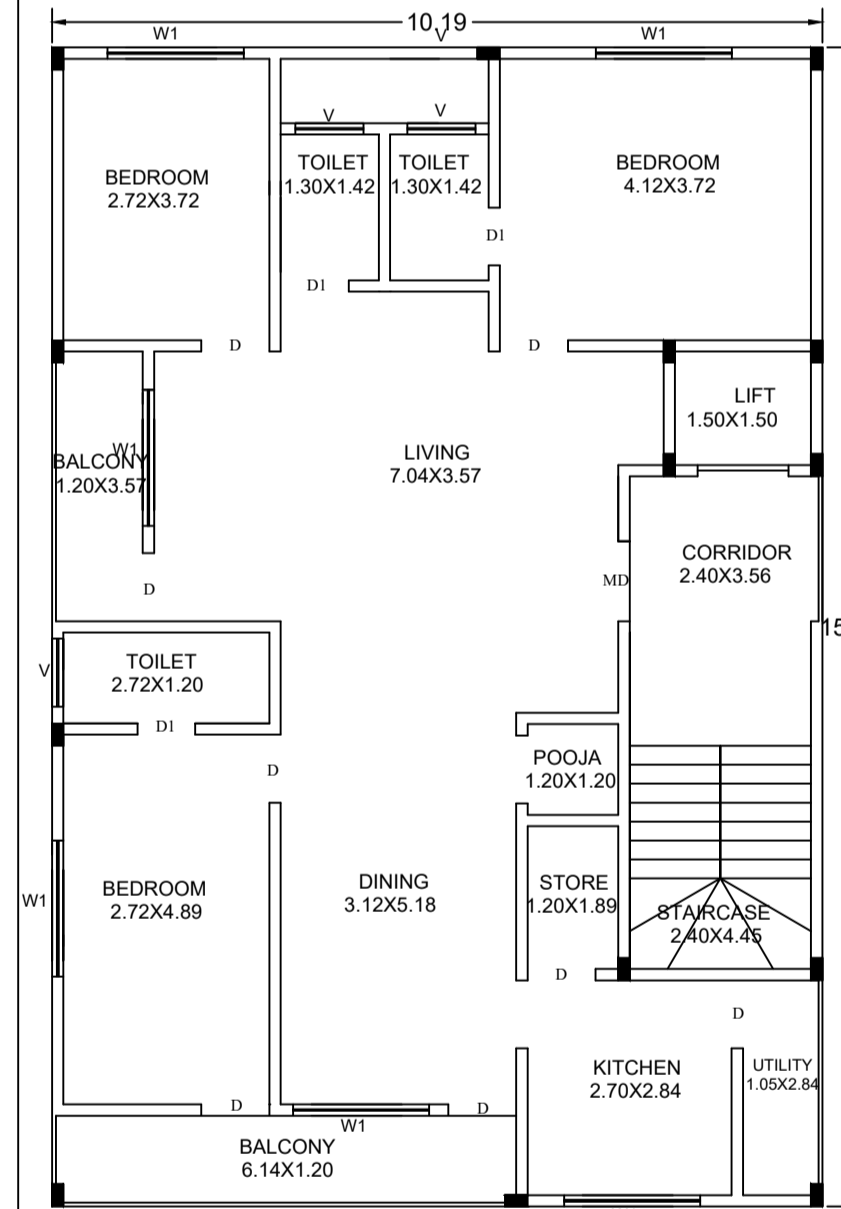 10.19
W1
V
W1
V
V
BEDROOM
2.72X3.72
TOILET
1.30X1.42
TOILET
1.30X1.42
BEDROOM
4.12X3.72
D1
D1
D
D
LIFT
1.50X1.50
W1
BALCONY
1.20X3.57
LIVING
7.04X3.57
CORRIDOR
2.40X3.56
MD
D
15
V
TOILET
2.72X1.20
D1
D
POOJA
1.20X1.20
W1
BEDROOM
2.72X4.89
DINING
3.12X5.18
STORE
1.20X1.89
STAIRCASE
2.40X4.45
D
D
KITCHEN
2.70X2.84
UTILITY
1.05X2.84
D
D
W1
BALCONY
6.14X1.20